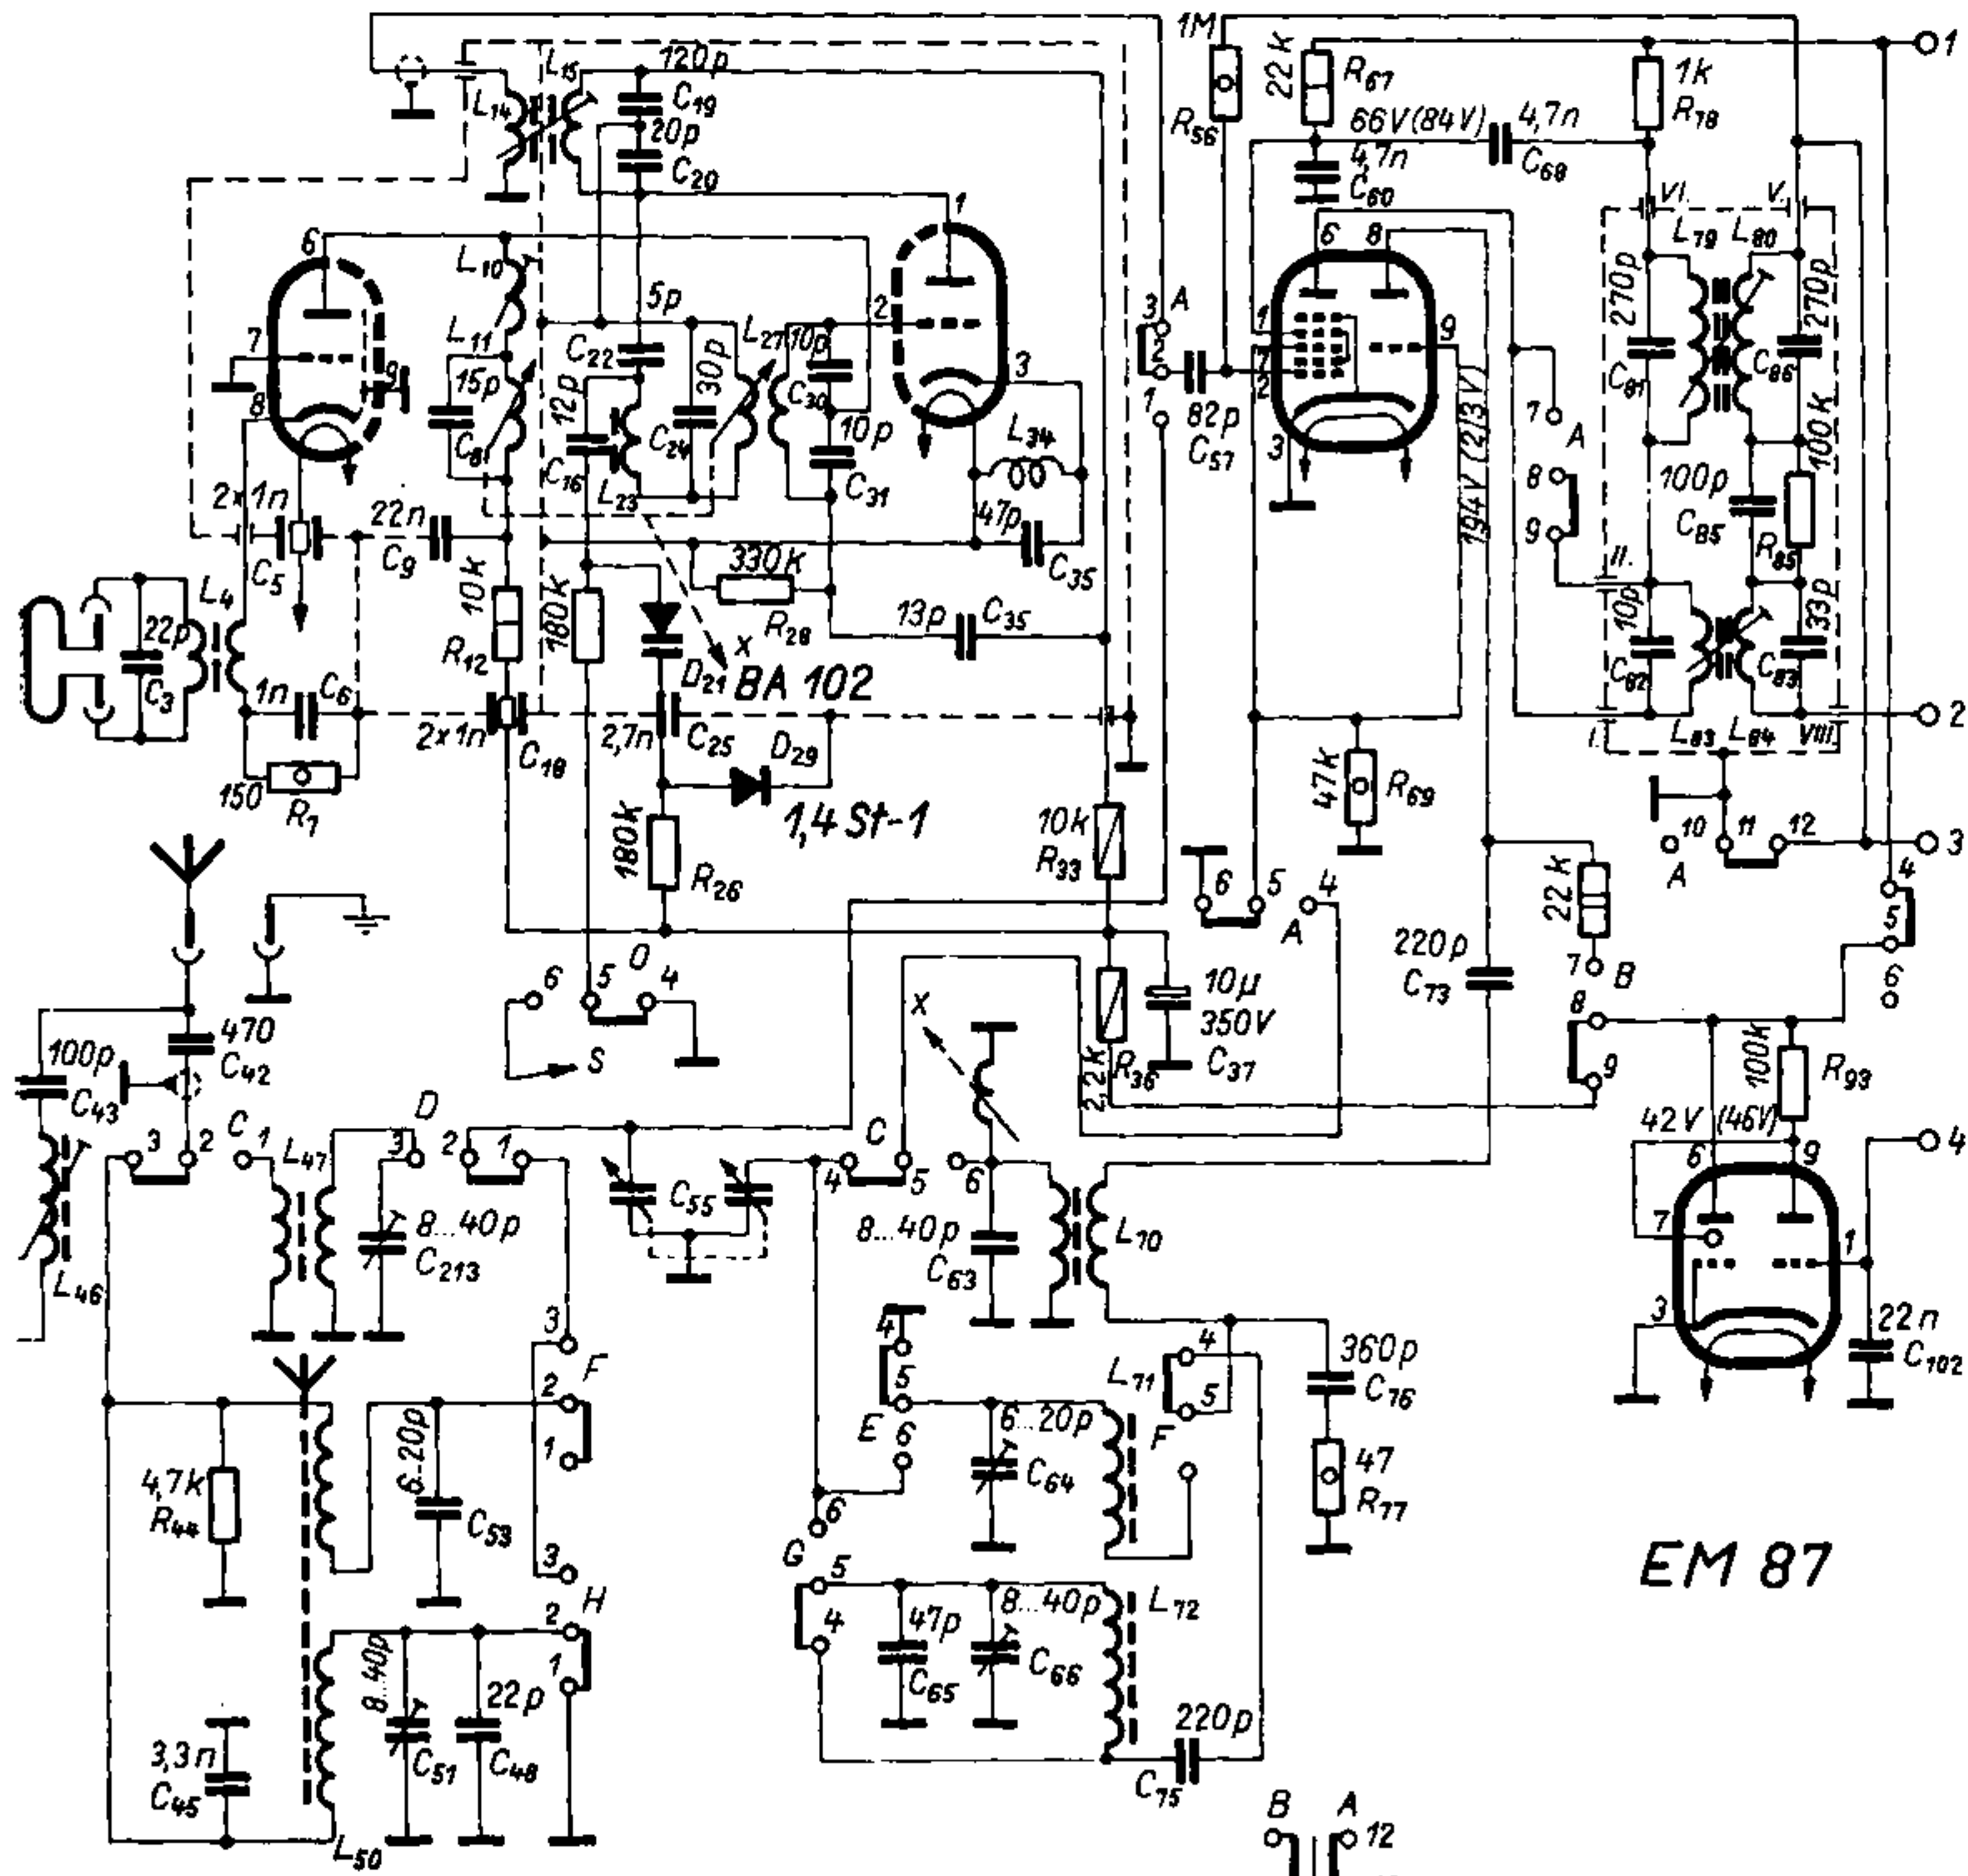 1M
R56
22 k
R67
1k
R78
1
L15
120p
L14
C19
20p
C20
66V(84V)
4,7n
C68
4,7n
C60
6
L10
1
VI.
V.
L79
L80
6
8
7
9
8
L11
15p
C8
5p
C22
12p
C16
L23
30p
C24
L27
10p
C30
10p
C31
2
3
L34
47p
C35
3
A
2
1
82p
C57
1
7
2
3
9
194V (213V)
270p
C81
270p
C86
7
A
8
9
100p
C85
100k
R85
2x1n
C5
22n
C9
10k
R12
180k
330k
R28
13p
C35
II.
10p
C82
33p
C83
22p
C3
L4
1n
C6
x
D21
BA 102
2x1n
C18
2,7n
C25
D29
I.
L83
L84
VIII.
2
150
R7
1,4 St-1
180k
R26
10k
R33
47k
R69
10
11
12
A
3
6
5
4
A
22 k
7
B
4
5
6
6
5
O
4
S
x
10µ
350V
C37
2,2k
R36
220p
C73
8
9
100k
R93
470
C42
100p
C43
3
2
C
1
L47
D
3
2
1
C55
C
4
5
6
42V (46V)
4
8...40p
C213
8...40p
C63
L70
6
9
7
1
3
22n
C102
L46
3
F
2
1
4
5
E
6
6...20p
C64
L71
4
5
F
360p
C76
47
R77
4,7k
R44
6...20p
C53
3
H
2
1
6
G
5
4
47p
C65
8...40p
C66
L72
EM 87
8...40p
C51
22p
C48
3,3n
C45
L50
220p
C75
B
A
12